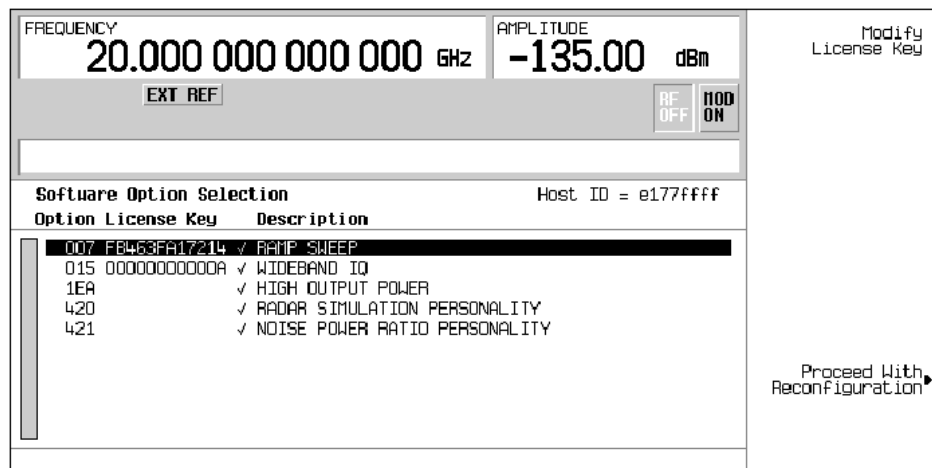 FREQUENCY
20.000 000 000 000 GHz
AMPLITUDE
-135.00 dBm
EXT REF
RF OFF
MOD ON
Modify
License Key
Software Option Selection
Host ID = e177ffff
Option License Key Description
007 FB463FA17214 √ RAMP SWEEP
015 00000000000A √ WIDEBAND IQ
1EA √ HIGH OUTPUT POWER
420 √ RADAR SIMULATION PERSONALITY
421 √ NOISE POWER RATIO PERSONALITY
Proceed With
Reconfiguration